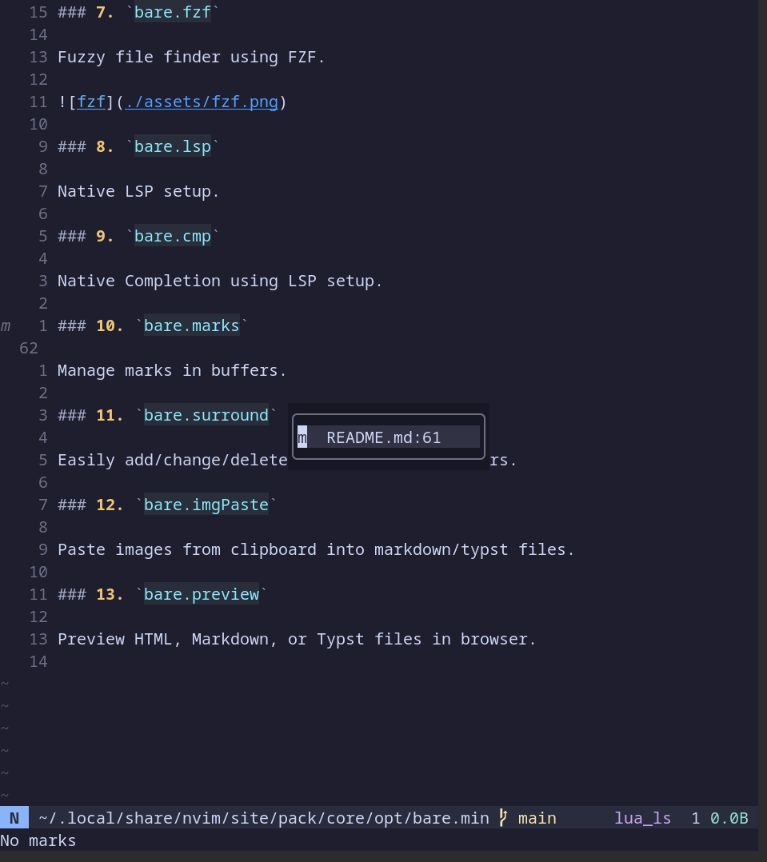 15 ### 7. `bare.fzf`
14
13 Fuzzy file finder using FZF.
12
11 ![fzf](./assets/fzf.png)
10
9 ### 8. `bare.lsp`
8
7 Native LSP setup.
6
5 ### 9. `bare.cmp`
4
3 Native Completion using LSP setup.
2
m 1 ### 10. `bare.marks`
62
1 Manage marks in buffers.
2
3 ### 11. `bare.surround`
4 m README.md:61
5 Easily add/change/delete rs.
6
7 ### 12. `bare.imgPaste`
8
9 Paste images from clipboard into markdown/typst files.
10
11 ### 13. `bare.preview`
12
13 Preview HTML, Markdown, or Typst files in browser.
14
~
~
~
~
~
~
N ~/.local/share/nvim/site/pack/core/opt/bare.min main lua_ls 1 0.0B
No marks